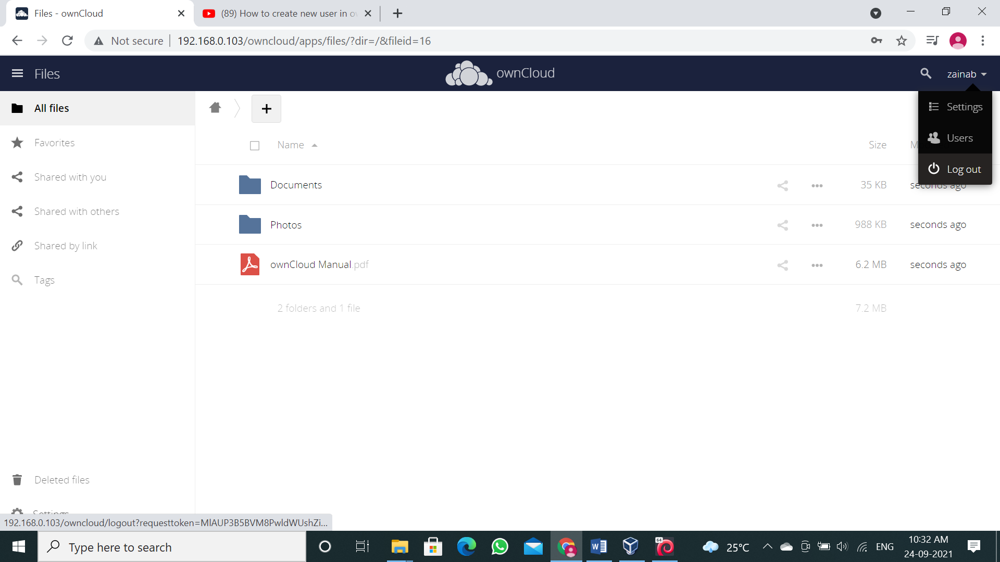 Files - ownCloud
(89) How to create new user in o
Not secure
192.168.0.103/owncloud/apps/files/?dir=/&fileid=16
Files
ownCloud
zainab
Settings
Users
Log out
All files
Favorites
Shared with you
Shared with others
Shared by link
Tags
Deleted files
Settings
Name
Size
M
Documents
35 KB
seconds ago
Photos
988 KB
seconds ago
ownCloud Manual.pdf
6.2 MB
seconds ago
2 folders and 1 file
7.2 MB
192.168.0.103/owncloud/logout?requesttoken=MlAUP3B5BVM8PwldWUshZi...
Type here to search
64
25°C
ENG
10:32 AM
24-09-2021